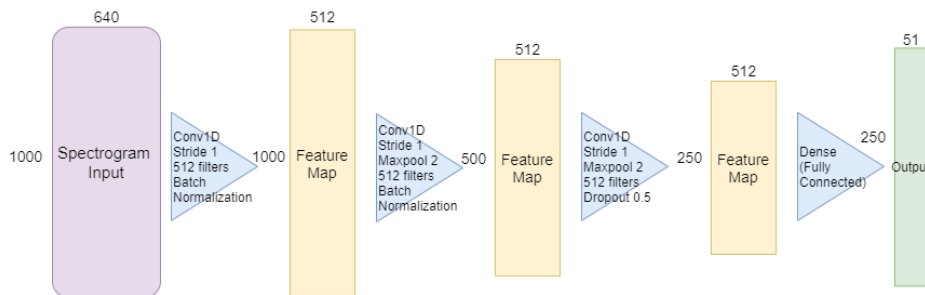 640
1000
Spectrogram
Input
Conv1D
Stride 1
512 filters
Batch
Normalization
512
1000
Feature
Map
Conv1D
Stride 1
Maxpool 2
512 filters
Batch
Normalization
512
500
Feature
Map
Conv1D
Stride 1
Maxpool 2
512 filters
Dropout 0.5
512
250
Feature
Map
Dense
(Fully
Connected)
51
250
Output